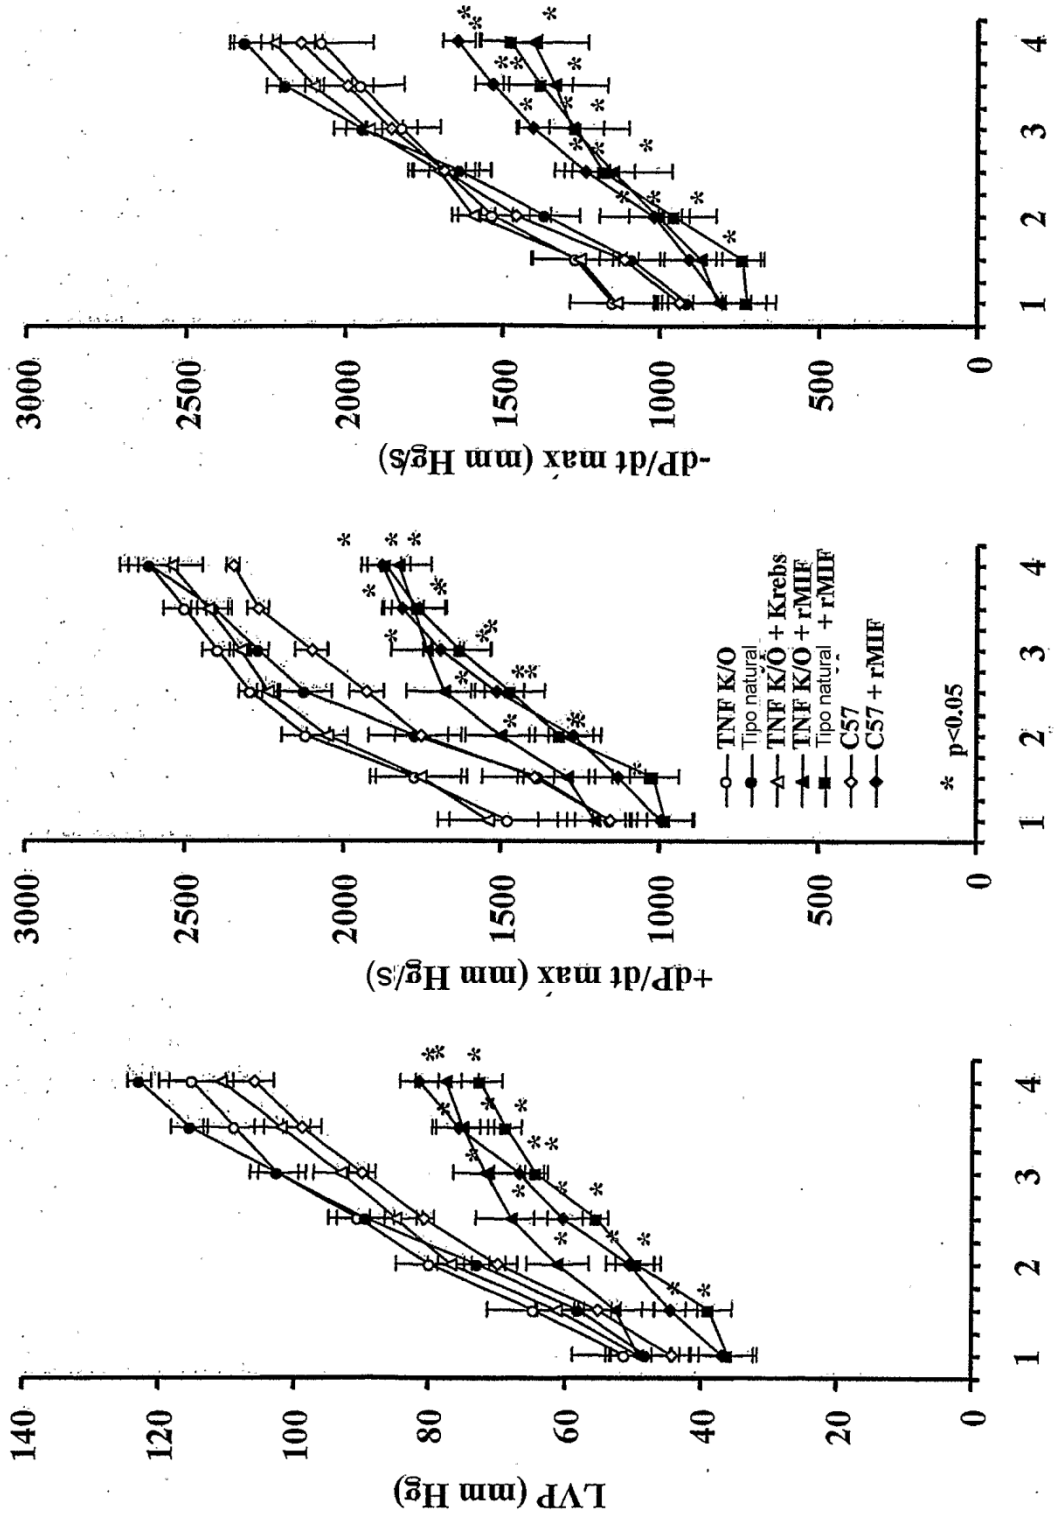 LVP (mm Hg)
140
120
100
80
60
40
20
0
1 2 3 4
+dP/dt max (mm Hg/s)
3000
2500
2000
1500
1000
500
0
1 2 3 4
TNF K/O
Tipo natural
TNF K/O + Krebs
TNF K/O + rMIF
Tipo natural + rMIF
C57
C57 + rMIF
* p<0.05
-dP/dt max (mm Hg/s)
3000
2500
2000
1500
1000
500
0
1 2 3 4